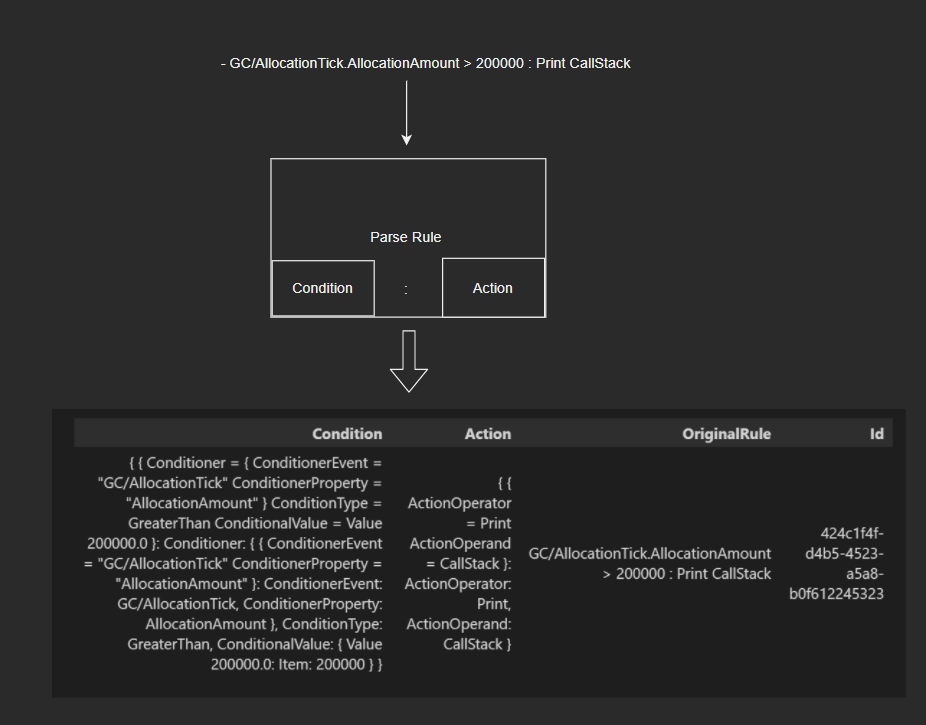 - GC/AllocationTick.AllocationAmount > 200000 : Print CallStack
Parse Rule
Condition
:
Action
Condition
Action
OriginalRule
Id
{ { Conditioner = { ConditionerEvent =
"GC/AllocationTick" ConditionerProperty =
"AllocationAmount" } ConditionType =
GreaterThan ConditionalValue = Value
200000.0 }: Conditioner: { { ConditionerEvent
= "GC/AllocationTick" ConditionerProperty =
"AllocationAmount" }: ConditionerEvent:
GC/AllocationTick, ConditionerProperty:
AllocationAmount }, ConditionType:
GreaterThan, ConditionalValue: { Value
200000.0: Item: 200000 } }
{ {
ActionOperator
= Print
ActionOperand
= CallStack }:
ActionOperator:
Print,
ActionOperand:
CallStack }
GC/AllocationTick.AllocationAmount
> 200000 : Print CallStack
424c1f4f-
d4b5-4523-
a5a8-
b0f612245323